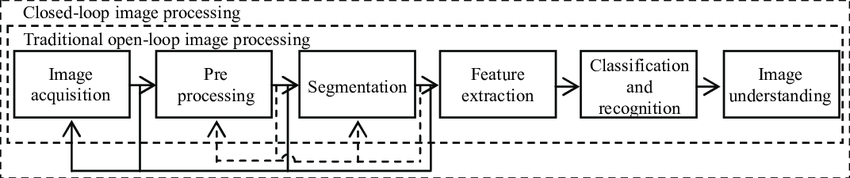 Closed-loop image processing
Traditional open-loop image processing
Image
acquisition
Pre
processing
Segmentation
Feature
extraction
Classification
and
recognition
Image
understanding